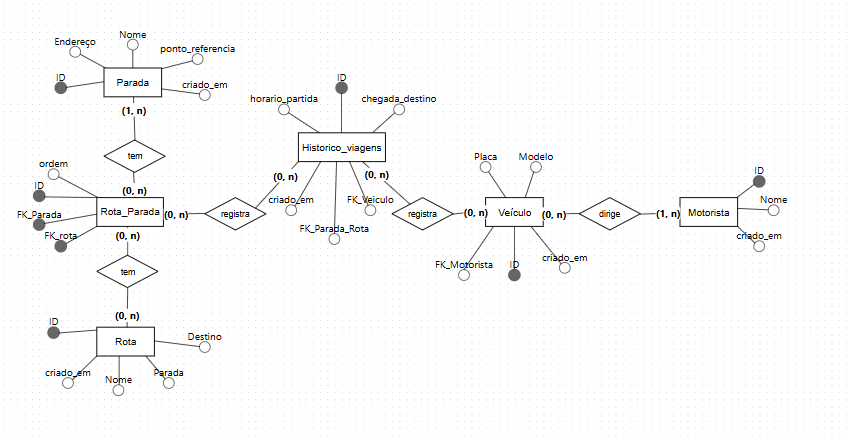 Nome
Endereço
ponto_referencia
ID
Parada
criado_em
(1, n)
tem
(0, n)
ordem
ID
FK_Parada
FK_rota
Rota_Parada
(0, n)
(0, n)
tem
(0, n)
ID
Rota
Destino
criado_em
Nome
Parada
registra
(0, n)
ID
horario_partida
chegada_destino
Historico_viagens
(0, n)
criado_em
FK_Veiculo
FK_Parada_Rota
registra
(0, n)
Placa
Modelo
Veículo
(0, n)
FK_Motorista
ID
criado_em
dirige
(1, n)
Motorista
ID
Nome
criado_em